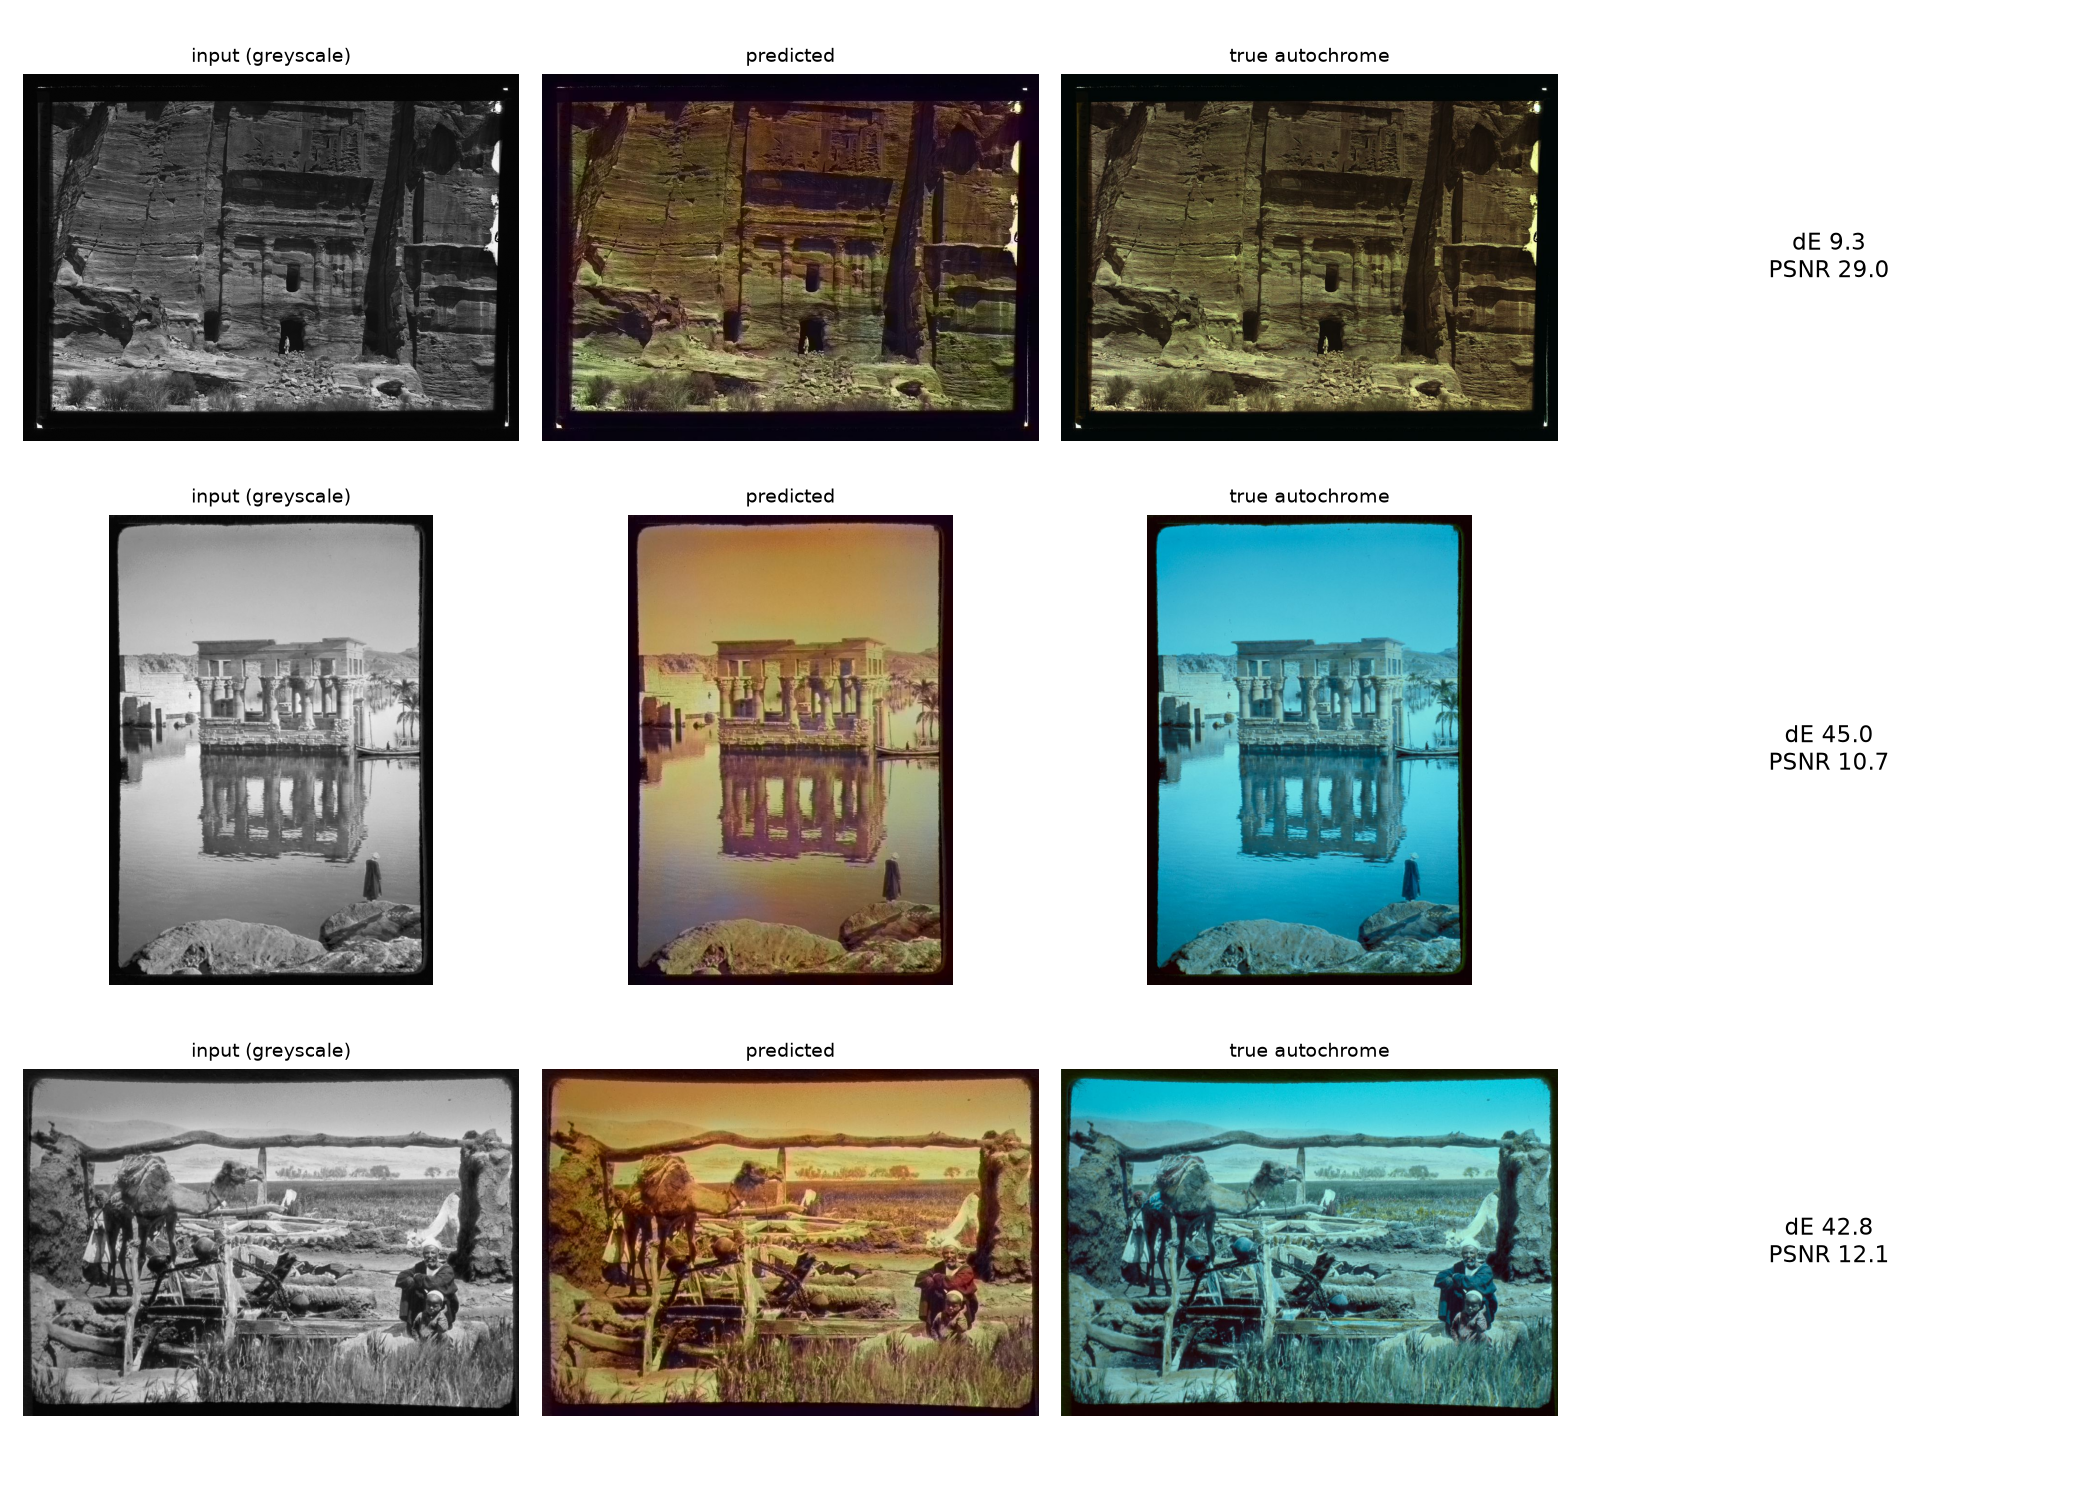 input (greyscale)
predicted
true autochrome
dE 9.3
PSNR 29.0
input (greyscale)
predicted
true autochrome
dE 45.0
PSNR 10.7
input (greyscale)
predicted
true autochrome
dE 42.8
PSNR 12.1